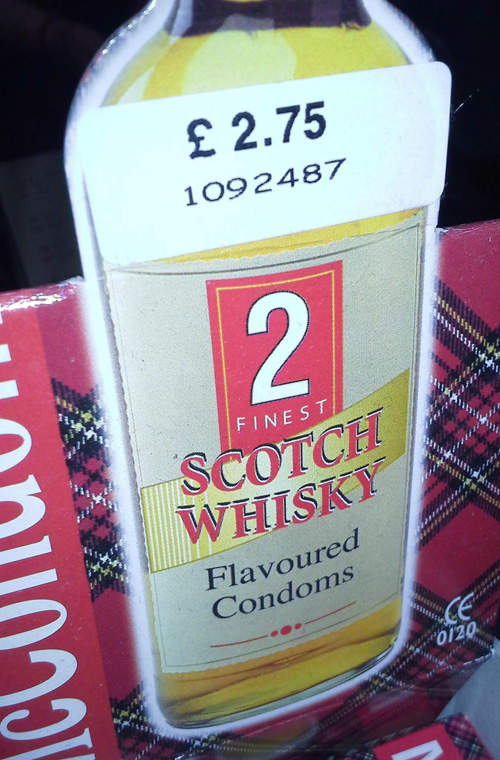 £ 2.75
1092487
2
FINEST
SCOTCH
WHISKY
Flavoured
Condoms
CE
0120